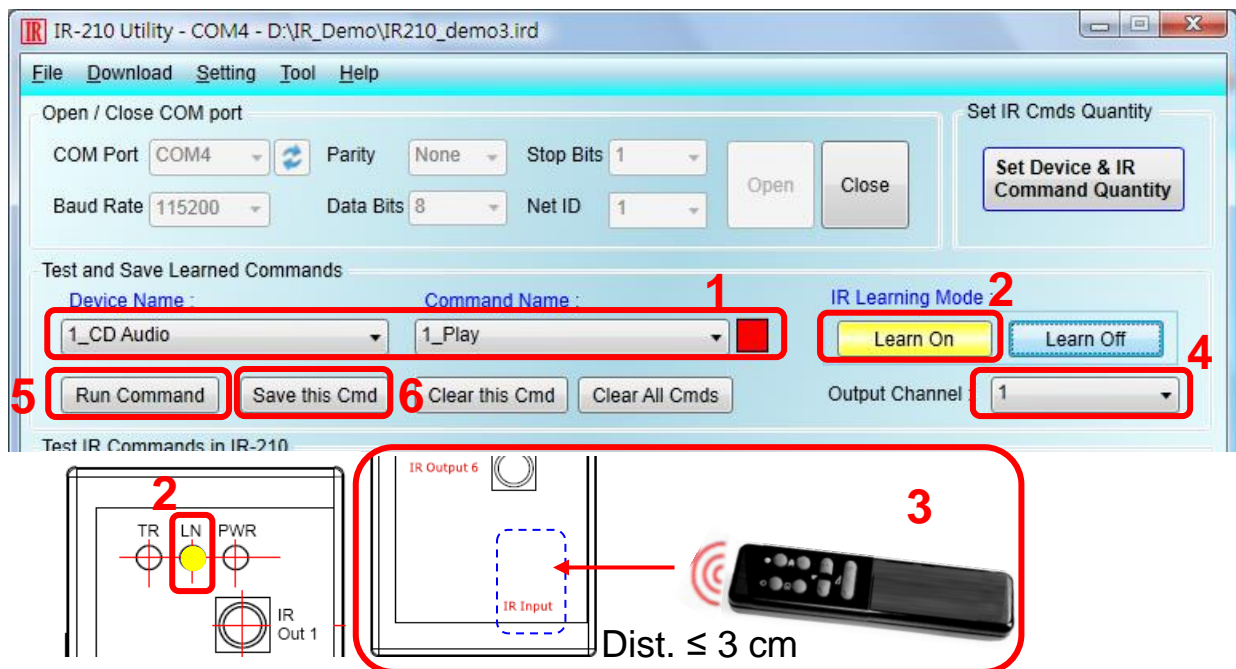 IR IR-210 Utility - COM4 - D:\IR_Demo\IR210_demo3.ird
File Download Setting Tool Help
Open / Close COM port
Set IR Cmds Quantity
COM Port COM4 Parity None Stop Bits 1
Open Close
Set Device & IR
Command Quantity
Baud Rate 115200 Data Bits 8 Net ID 1
Test and Save Learned Commands
1
2
Device Name : Command Name : IR Learning Mode :
1_CD Audio 1_Play Learn On Learn Off
4
5 Run Command Save this Cmd 6 Clear this Cmd Clear All Cmds Output Channel : 1
Test IR Commands in IR-210
2
TR LN PWR
IR
Out 1
IR Output 6
3
IR Input
Dist. ≤ 3 cm